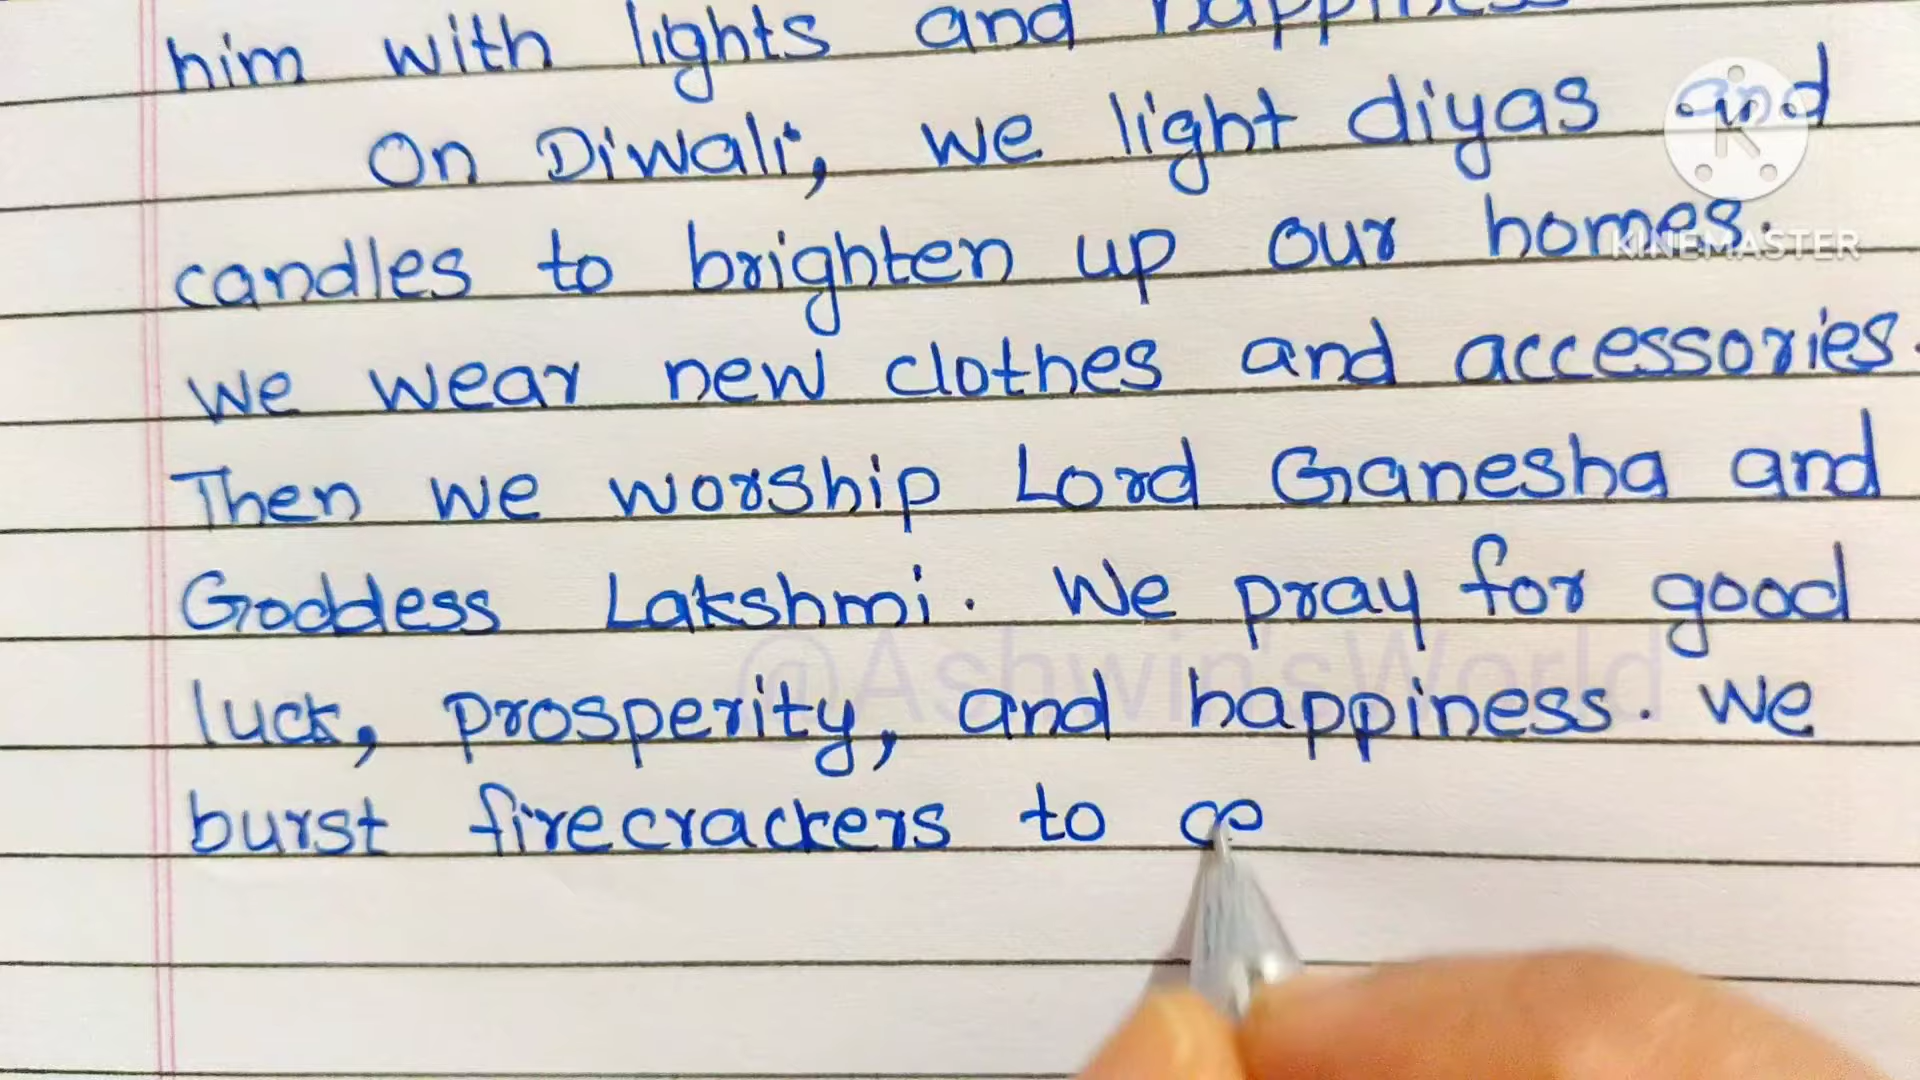 him with lights and happiness
On Diwali, we light diyas and
candles to brighten up our homes.
KINEMASTER
We wear new clothes and accessories.
Then we worship Lord Ganesha and
Goddess Lakshmi. We pray for good
@Ashwin'sWorld
luck, prosperity, and happiness. We
burst firecrackers to